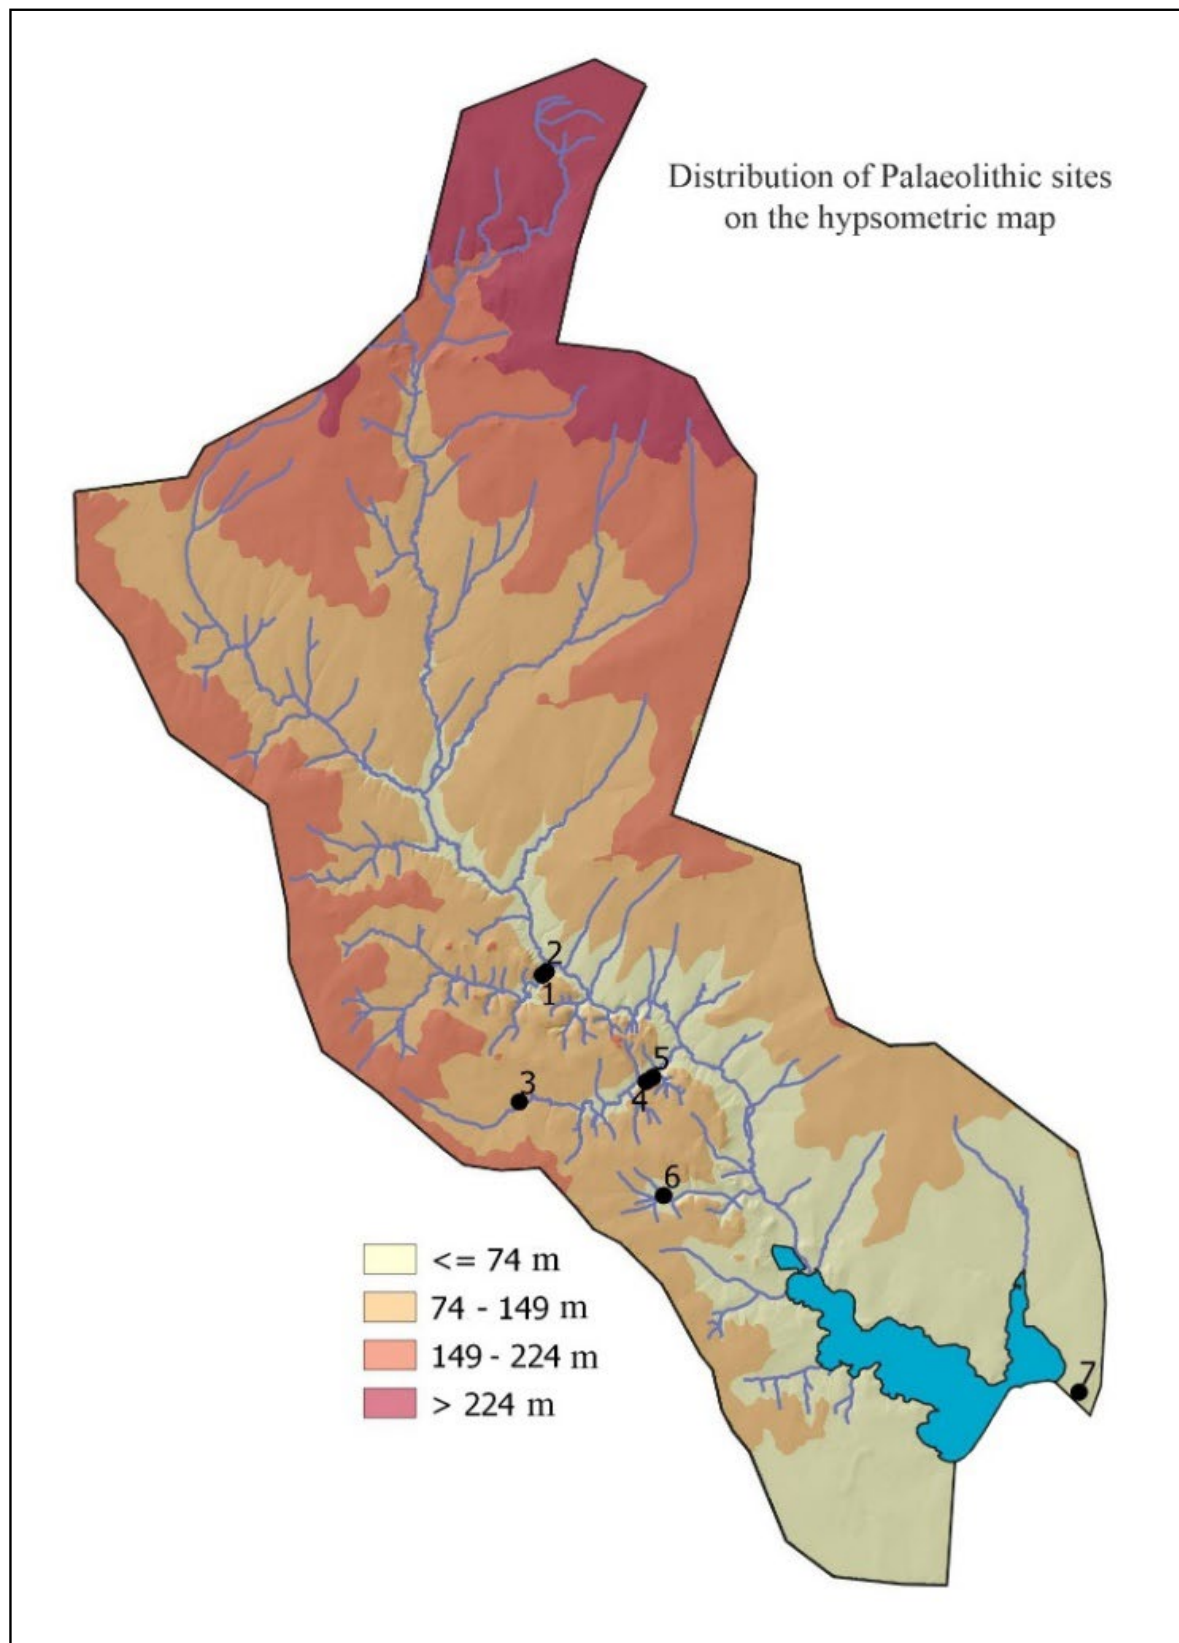 Distribution of Palaeolithic sites
on the hypsometric map
2
1
5
3
4
6
7
<= 74 m
74 - 149 m
149 - 224 m
> 224 m